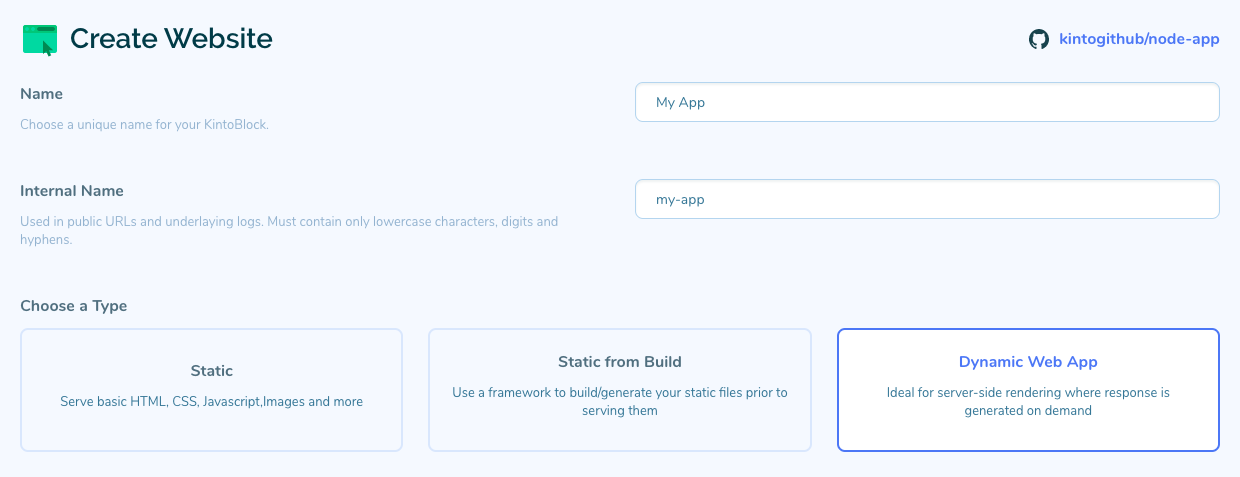 Create Website
kintogithub/node-app
Name
My App
Choose a unique name for your KintoBlock.
Internal Name
my-app
Used in public URLs and underlaying logs. Must contain only lowercase characters, digits and
hyphens.
Choose a Type
Static
Serve basic HTML, CSS, Javascript,Images and more
Static from Build
Use a framework to build/generate your static files prior to
serving them
Dynamic Web App
Ideal for server-side rendering where response is
generated on demand